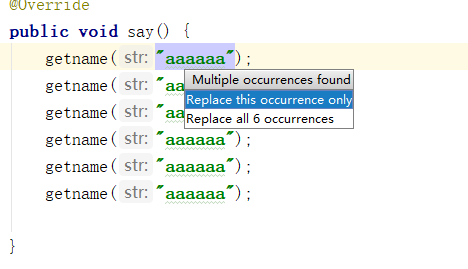 @Override
public void say() {
getname( str: "aaaaaa");
Multiple occurrences found
getname( str: "aa
Replace this occurrence only
getname( str: "aa
Replace all 6 occurrences
getname( str: "aaaaaa");
getname( str: "aaaaaa");
getname( str: "aaaaaa");
}